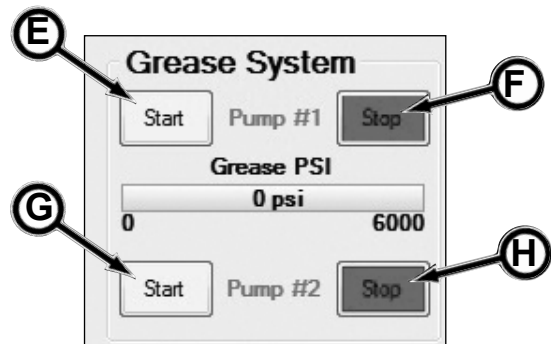 E
F
Grease System
Start Pump #1 Stop
Grease PSI
0 psi
0 6000
G
H
Start Pump #2 Stop